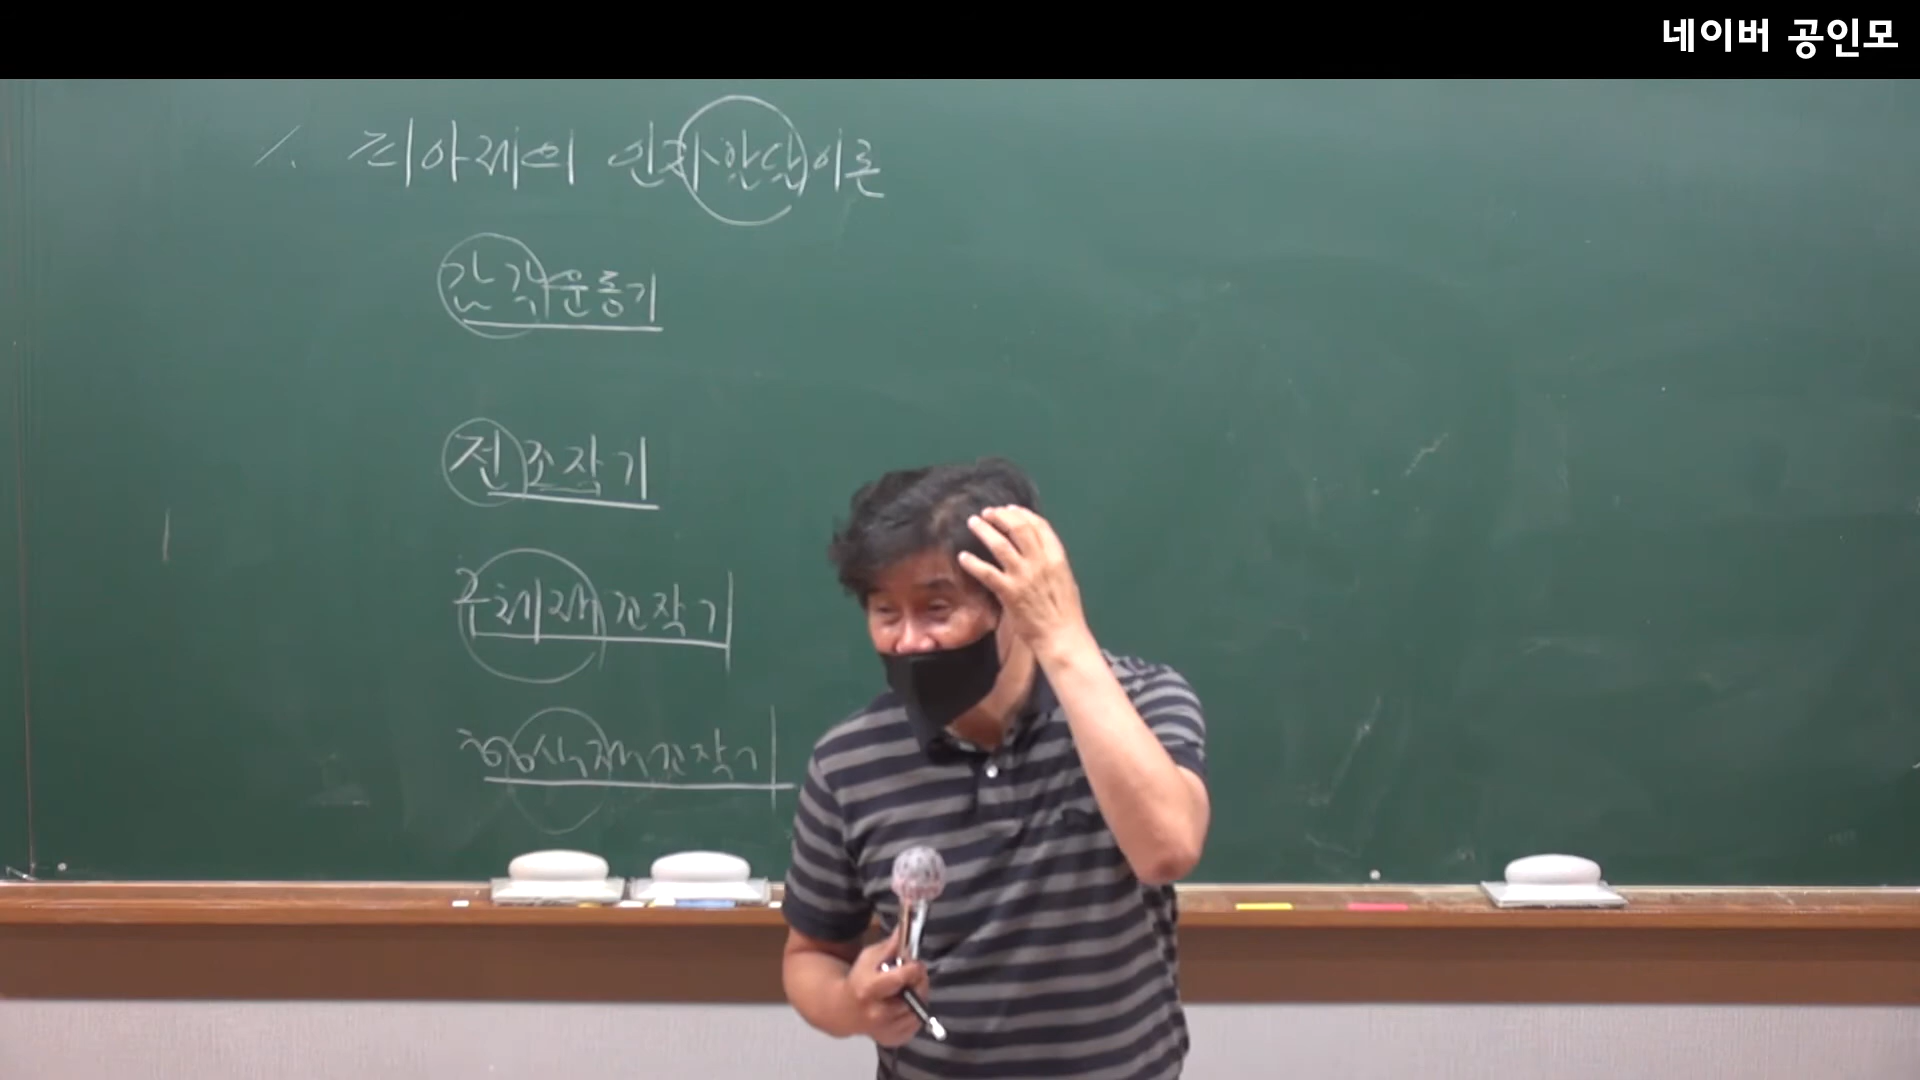 네이버 공인모
1. 피아제의 인지발달이론
감각운동기
전조작기
구체적 조작기
형식적 조작기